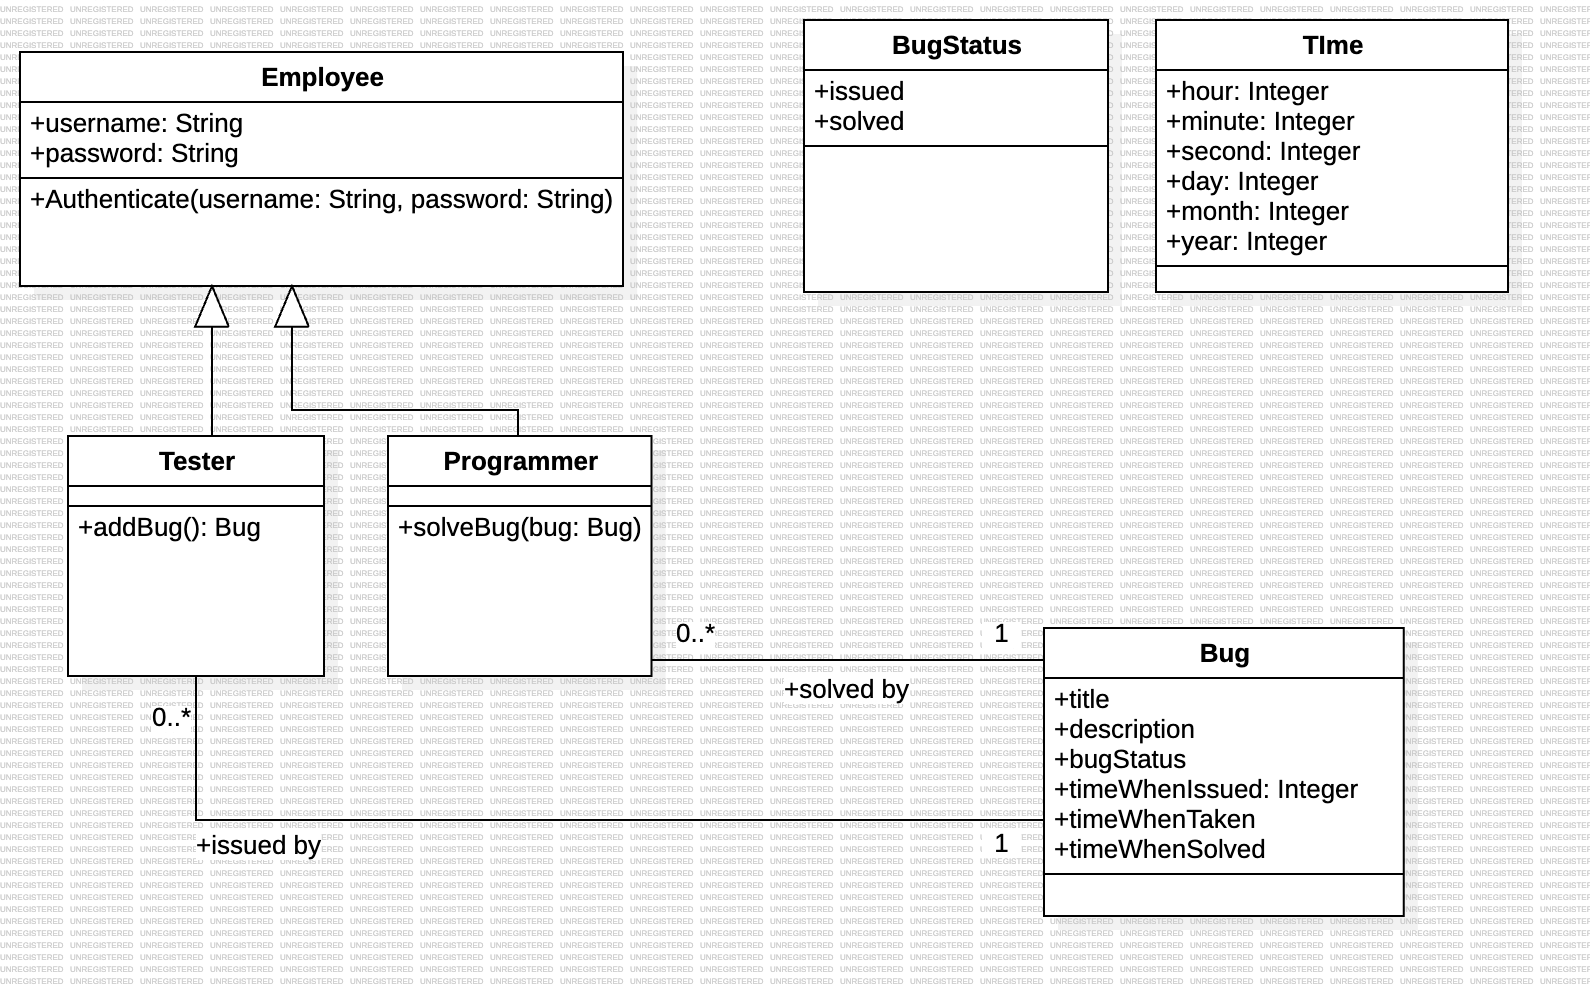 Employee
+username: String
+password: String
+Authenticate(username: String, password: String)
BugStatus
+issued
+solved
TIme
+hour: Integer
+minute: Integer
+second: Integer
+day: Integer
+month: Integer
+year: Integer
Tester
+addBug(): Bug
Programmer
+solveBug(bug: Bug)
0..*
1
+solved by
0..*
+issued by
1
Bug
+title
+description
+bugStatus
+timeWhenIssued: Integer
+timeWhenTaken
+timeWhenSolved
UNREGISTERED